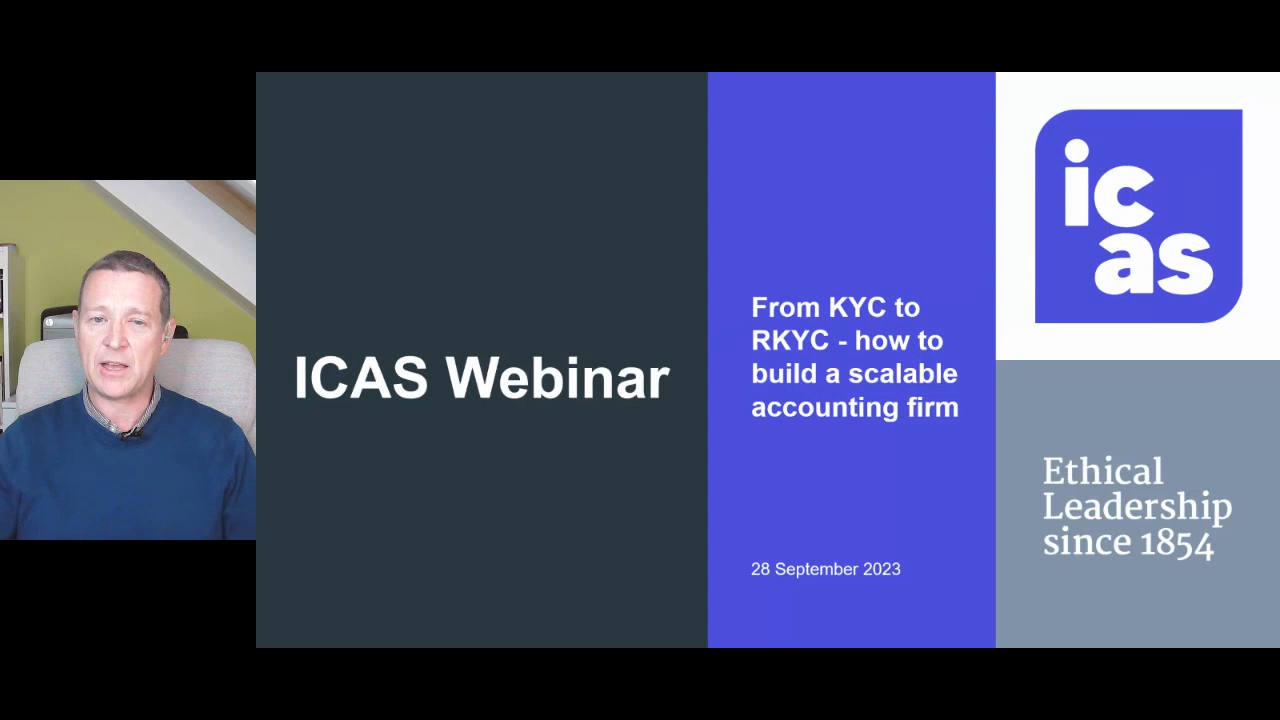 ICAS Webinar
From KYC to
RKYC - how to
build a scalable
accounting firm
28 September 2023
ic
as
Ethical
Leadership
since 1854